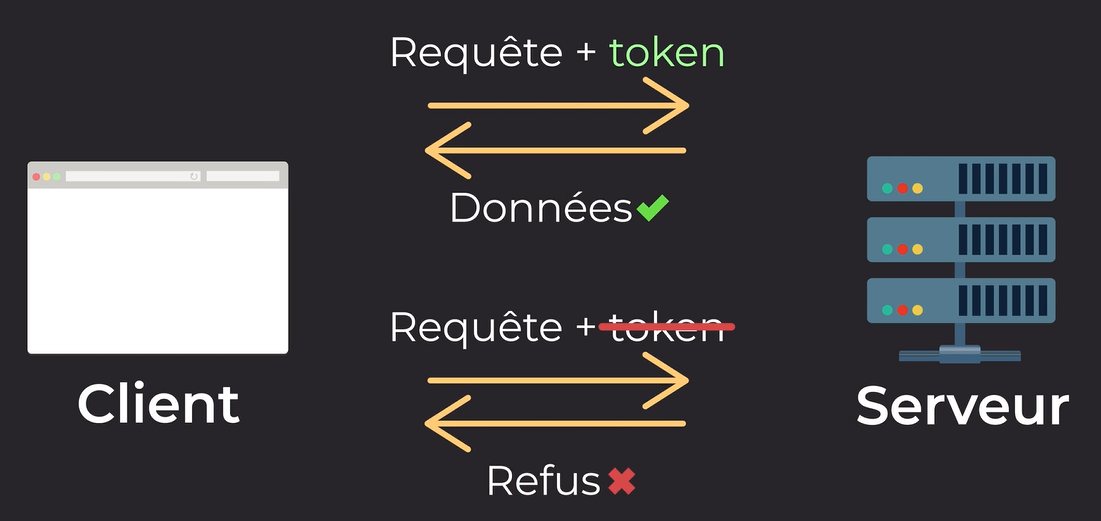 Requête + token
Données
Requête + token
Refus
Client
Serveur